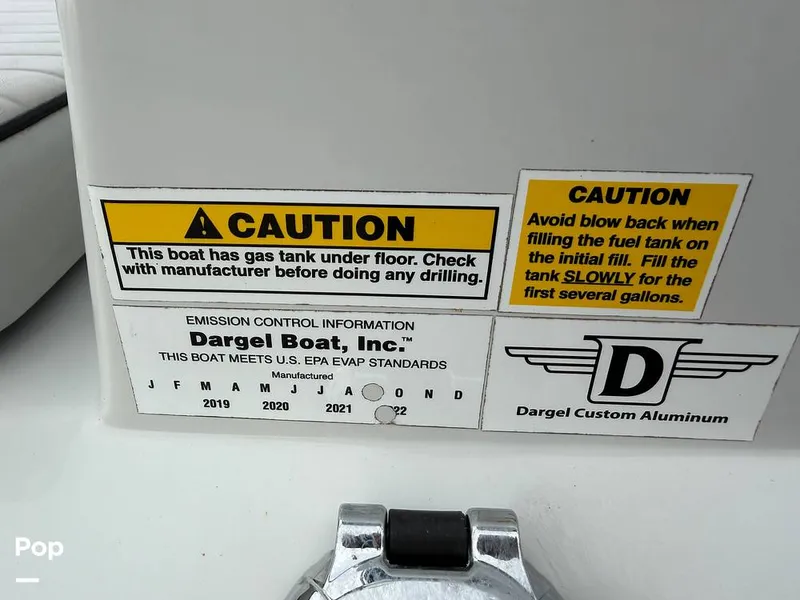 CAUTION
This boat has gas tank under floor. Check
with manufacturer before doing any drilling.
CAUTION
Avoid blow back when
filling the fuel tank on
the initial fill. Fill the
tank SLOWLY for the
first several gallons.
EMISSION CONTROL INFORMATION
Dargel Boat, Inc.™
THIS BOAT MEETS U.S. EPA EVAP STANDARDS
Manufactured
J F M A M J J A O N D
2019 2020 2021 22
D
Dargel Custom Aluminum
Pop